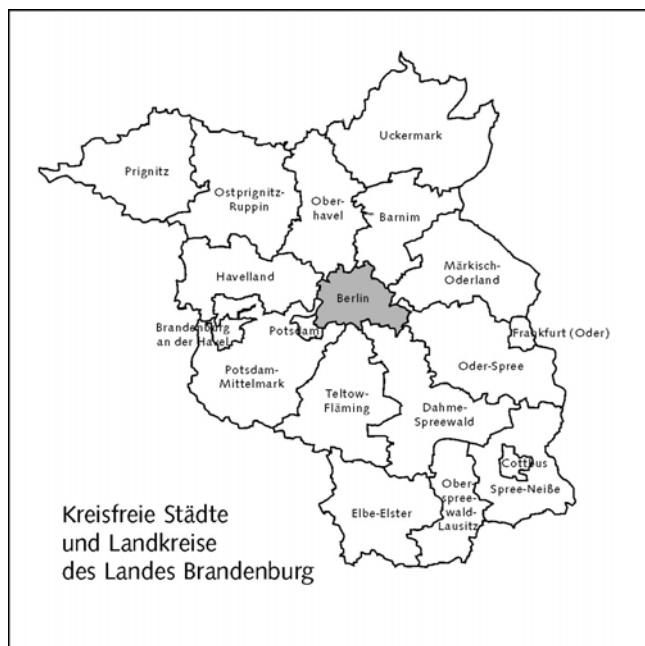 Uckermark
Prignitz
Ostprignitz-
Ruppin
Ober-
havel
Barnim
Havelland
Märkisch-
Oderland
Berlin
Brandenburg
an der Havel
Potsdam
Frankfurt (Oder)
Potsdam-
Mittelmark
Oder-Spree
Teltow-
Fläming
Dahme-
Spreewald
Cottbus
Spree-Neiße
Elbe-Elster
Ober-
spree-
wald-
Lausitz
Kreisfreie Städte
und Landkreise
des Landes Brandenburg